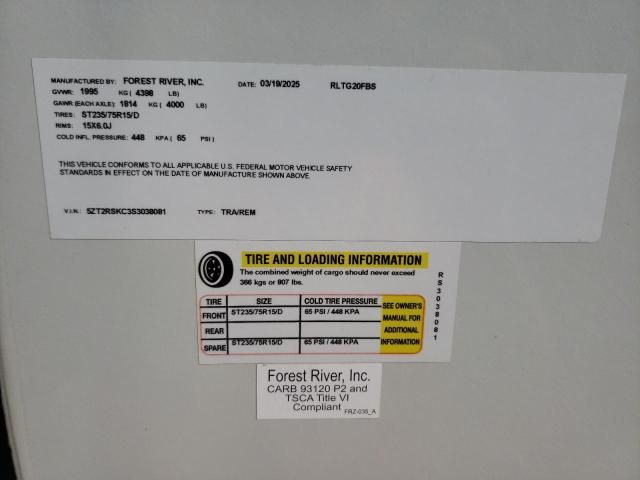 MANUFACTURED BY: FOREST RIVER, INC. DATE: 03/19/2025 RLTG20FBS
GVWR: 1995 KG ( 4398 LB)
GAWR (EACH AXLE): 1814 KG ( 4000 LB)
TIRES: ST235/75R15/D
RIMS: 15X6.0J
COLD INFL. PRESSURE: 448 KPA ( 65 PSI )
THIS VEHICLE CONFORMS TO ALL APPLICABLE U.S. FEDERAL MOTOR VEHICLE SAFETY
STANDARDS IN EFFECT ON THE DATE OF MANUFACTURE SHOWN ABOVE.
V.I.N.: 5ZT2RSKC3S3038081 TYPE: TRA/REM
TIRE AND LOADING INFORMATION
The combined weight of cargo should never exceed
366 kgs or 807 lbs.
TIRE SIZE COLD TIRE PRESSURE SEE OWNER'S
FRONT ST235/75R15/D 65 PSI / 448 KPA MANUAL FOR
REAR ADDITIONAL
SPARE ST235/75R15/D 65 PSI / 448 KPA INFORMATION
RS3038081
Forest River, Inc.
CARB 93120 P2 and
TSCA Title VI
Compliant FRZ-035_A